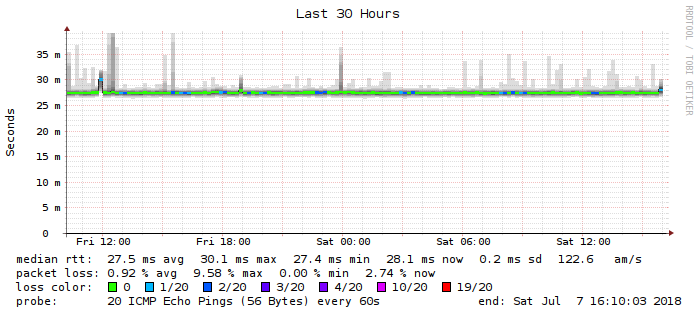 Last 30 Hours
RRDTOOL / TOBI OETIKER
Seconds
35 m
30 m
25 m
20 m
15 m
10 m
5 m
0
Fri 12:00 Fri 18:00 Sat 00:00 Sat 06:00 Sat 12:00
median rtt: 27.5 ms avg 30.1 ms max 27.4 ms min 28.1 ms now 0.2 ms sd 122.6 am/s
packet loss: 0.92 % avg 9.58 % max 0.00 % min 2.74 % now
loss color: 0 1/20 2/20 3/20 4/20 10/20 19/20
probe: 20 ICMP Echo Pings (56 Bytes) every 60s end: Sat Jul 7 16:10:03 2018